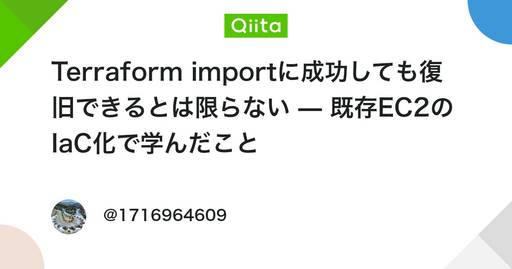 Qiita
Terraform importに成功しても復
旧できるとは限らない — 既存EC2の
IaC化で学んだこと
@1716964609